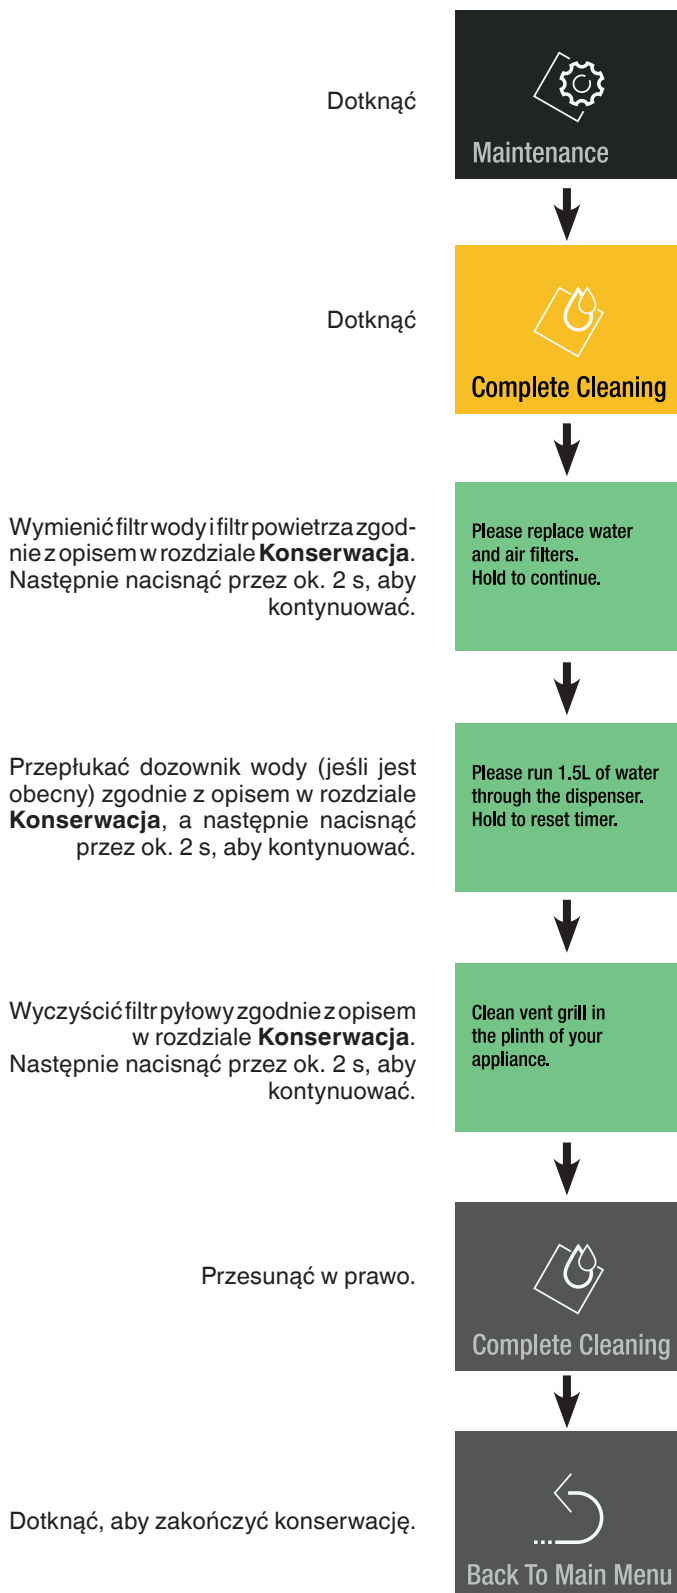 Dotknąć
Maintenance
Dotknąć
Complete Cleaning
Wymienić filtr wody i filtr powietrza zgod-
nie z opisem w rozdziale Konserwacja.
Następnie nacisnąć przez ok. 2 s, aby
kontynuować.
Please replace water
and air filters.
Hold to continue.
Przepłukać dozownik wody (jeśli jest
obecny) zgodnie z opisem w rozdziale
Konserwacja, a następnie nacisnąć
przez ok. 2 s, aby kontynuować.
Please run 1.5L of water
through the dispenser.
Hold to reset timer.
Wyczyścić filtr pyłowy zgodnie z opisem
w rozdziale Konserwacja.
Następnie nacisnąć przez ok. 2 s, aby
kontynuować.
Clean vent grill in
the plinth of your
appliance.
Przesunąć w prawo.
Complete Cleaning
Dotknąć, aby zakończyć konserwację.
Back To Main Menu